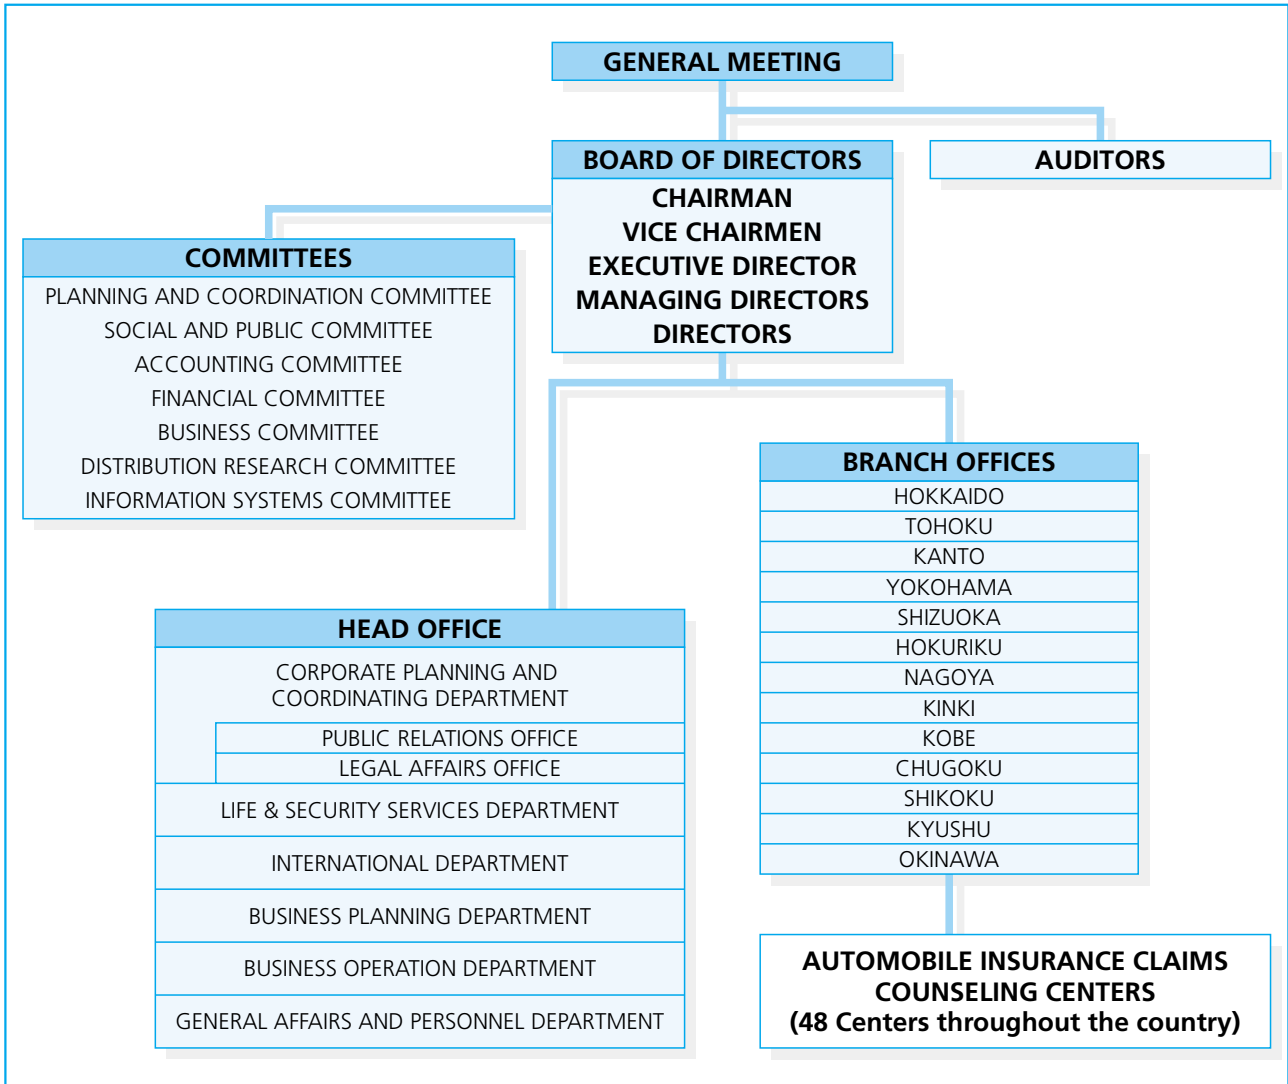 GENERAL MEETING
BOARD OF DIRECTORS
CHAIRMAN
VICE CHAIRMEN
EXECUTIVE DIRECTOR
MANAGING DIRECTORS
DIRECTORS
AUDITORS
COMMITTEES
PLANNING AND COORDINATION COMMITTEE
SOCIAL AND PUBLIC COMMITTEE
ACCOUNTING COMMITTEE
FINANCIAL COMMITTEE
BUSINESS COMMITTEE
DISTRIBUTION RESEARCH COMMITTEE
INFORMATION SYSTEMS COMMITTEE
HEAD OFFICE
CORPORATE PLANNING AND
COORDINATING DEPARTMENT
PUBLIC RELATIONS OFFICE
LEGAL AFFAIRS OFFICE
LIFE & SECURITY SERVICES DEPARTMENT
INTERNATIONAL DEPARTMENT
BUSINESS PLANNING DEPARTMENT
BUSINESS OPERATION DEPARTMENT
GENERAL AFFAIRS AND PERSONNEL DEPARTMENT
BRANCH OFFICES
HOKKAIDO
TOHOKU
KANTO
YOKOHAMA
SHIZUOKA
HOKURIKU
NAGOYA
KINKI
KOBE
CHUGOKU
SHIKOKU
KYUSHU
OKINAWA
AUTOMOBILE INSURANCE CLAIMS
COUNSELING CENTERS
(48 Centers throughout the country)